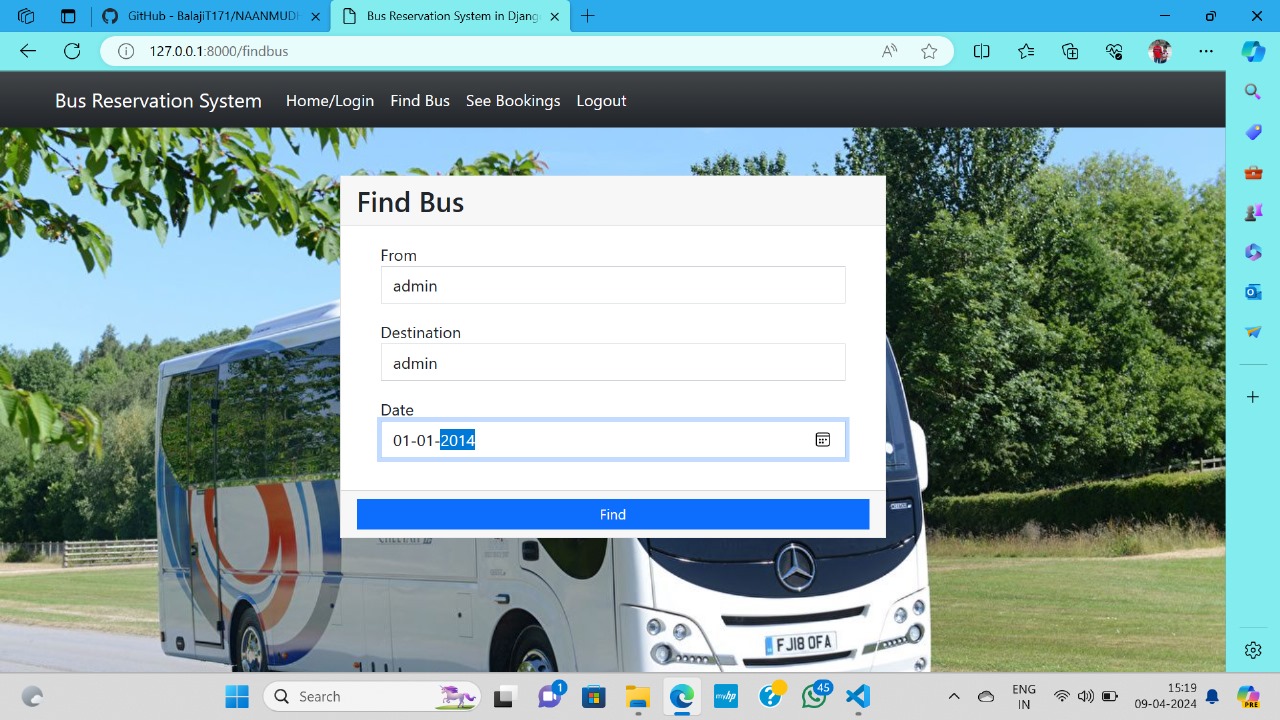 GitHub - BalajiT171/NAANMUDH
Bus Reservation System in Djang
127.0.0.1:8000/findbus
Bus Reservation System
Home/Login
Find Bus
See Bookings
Logout
Find Bus
From
admin
Destination
admin
Date
01-01-2014
Find
FJ18 OFA
Search
1
myhp
45
ENG
IN
15:19
09-04-2024
PRE